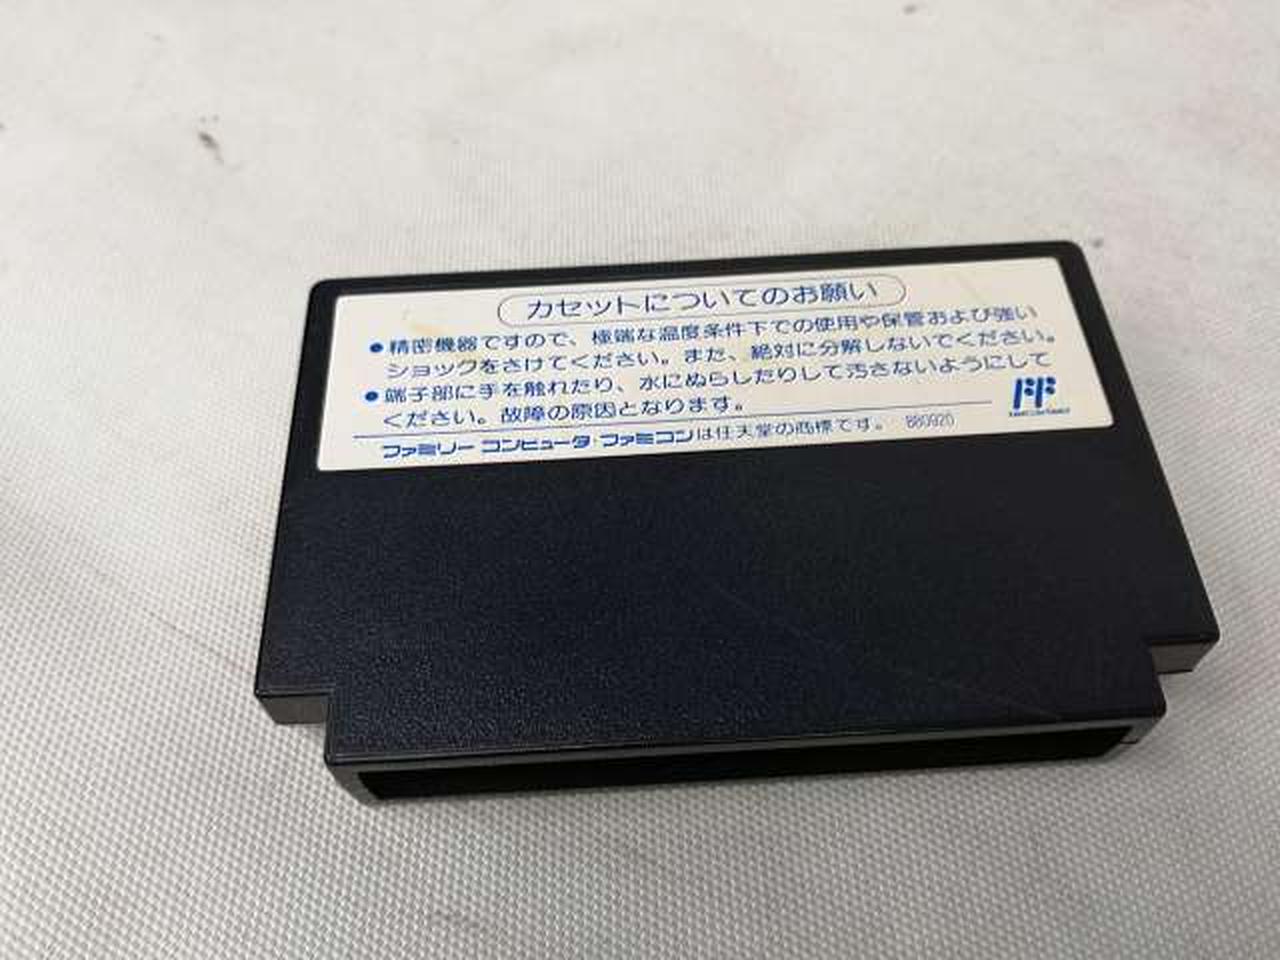 カセットについてのお願い
●精密機器ですので、極端な温度条件下での使用や保管および強い
ショックをさけてください。また、絶対に分解しないでください。
●端子部に手を触れたり、水にぬらしたりして汚さないようにして
ください。故障の原因となります。
FF
ファミリーコンピュータ・ファミコンは任天堂の商標です。 880920